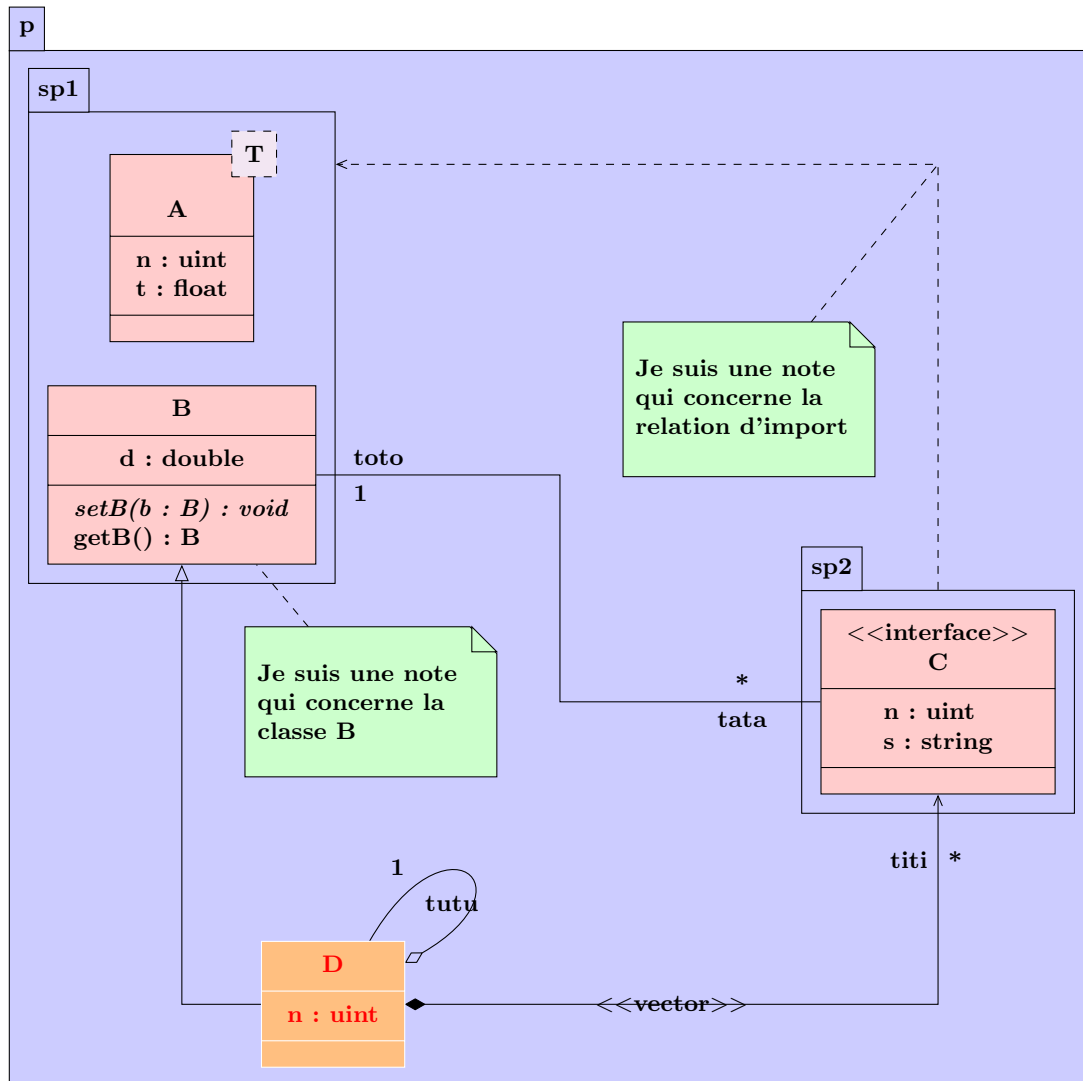 p
sp1
T
A
n : uint
t : float
B
d : double
setB(b : B) : void
getB() : B
toto
1
Je suis une note
qui concerne la
relation d'import
sp2
<<interface>>
C
n : uint
s : string
*
tata
Je suis une note
qui concerne la
classe B
titi *
1
tutu
D
n : uint
<<vector>>